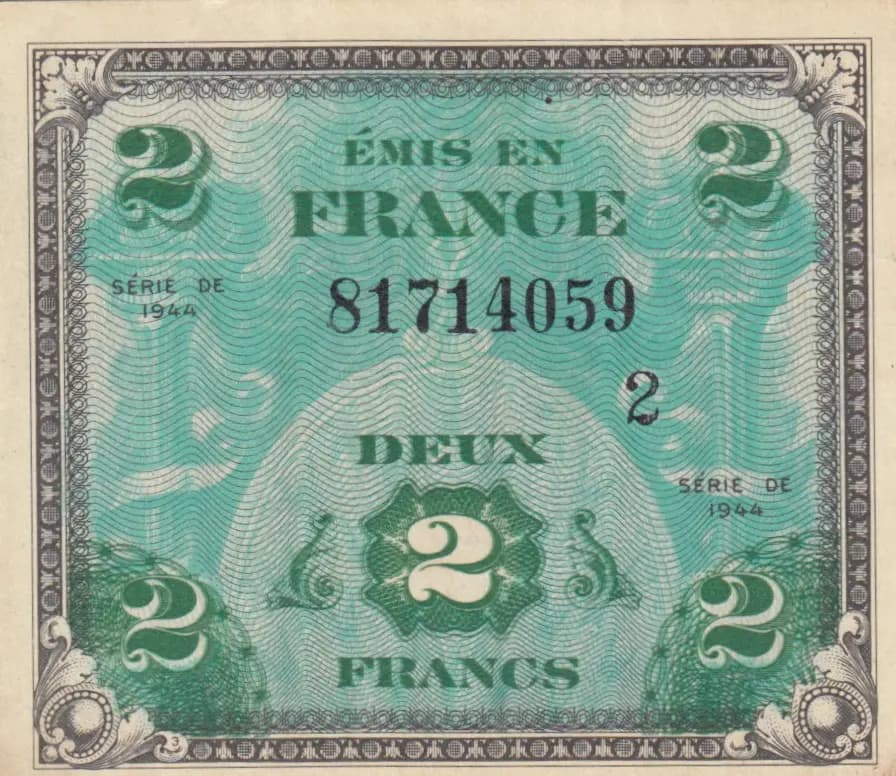 2 ÉMIS EN 2
FRANCE
SÉRIE DE
1944
81714059
2
DEUX
SÉRIE DE
1944
2 2 2
FRANCS
3